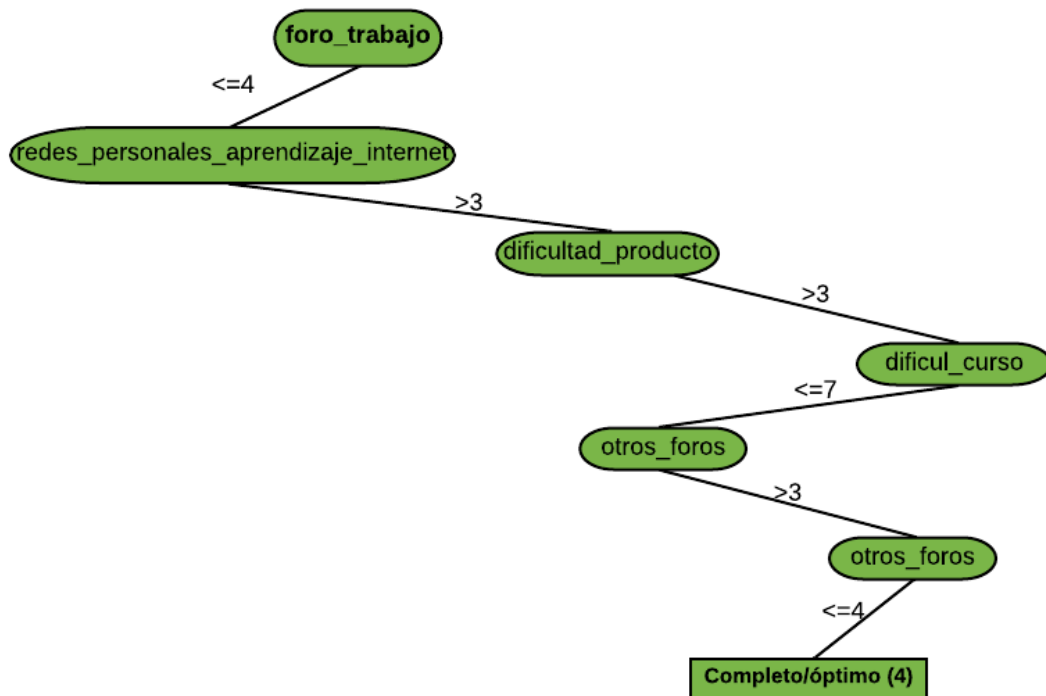 foro_trabajo
<=4
redes_personales_aprendizaje_internet
>3
dificultad_producto
>3
dificul_curso
<=7
otros_foros
>3
otros_foros
<=4
Completo/óptimo (4)